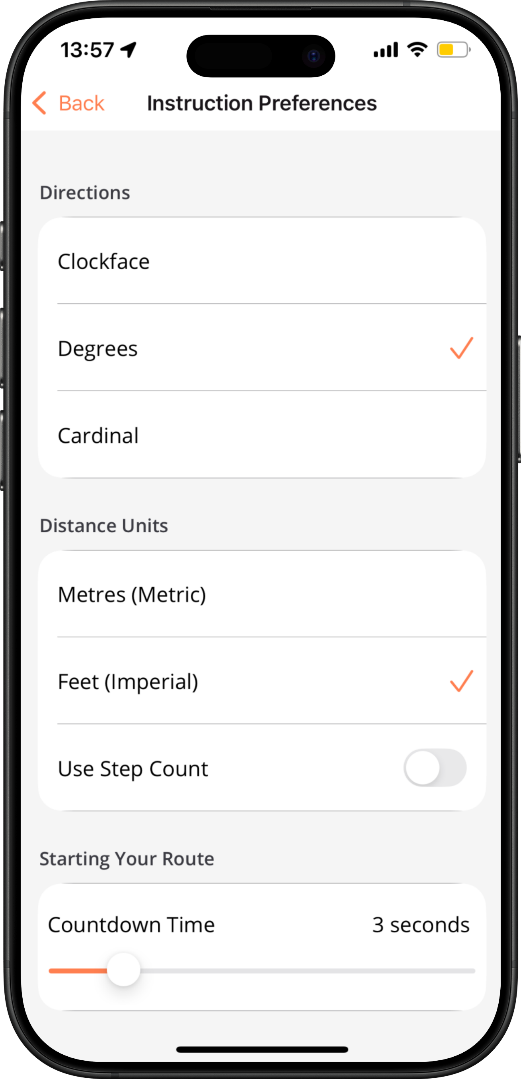 13:57
Back
Instruction Preferences
Directions
Clockface
Degrees
Cardinal
Distance Units
Metres (Metric)
Feet (Imperial)
Use Step Count
Starting Your Route
Countdown Time 3 seconds